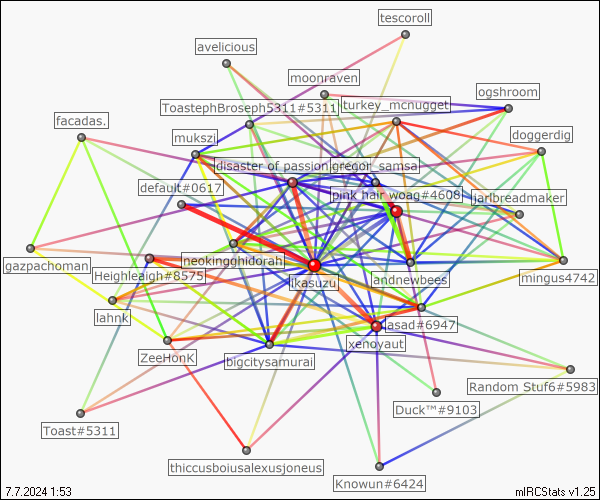 tescoroll
avelicious
moonraven
ogshroom
ToastephBroseph5311#5311
turkey_mcnugget
facadas.
mukszi
doggerdig
disaster of passion
gregor_samsa
default#0617
pink hair woag#4608
jarlbreadmaker
neokingghidorah
gazpachoman
Heighleaigh#8575
ikasuzu
andnewbees
mingus4742
lahnk
asad#6947
xenoyaut
ZeeHonK
bigcitysamurai
Random Stuf6#5983
Duck™#9103
Toast#5311
thiccusboiusalexusjoneus
Knowun#6424
7.7.2024 1:53
mIRCStats v1.25